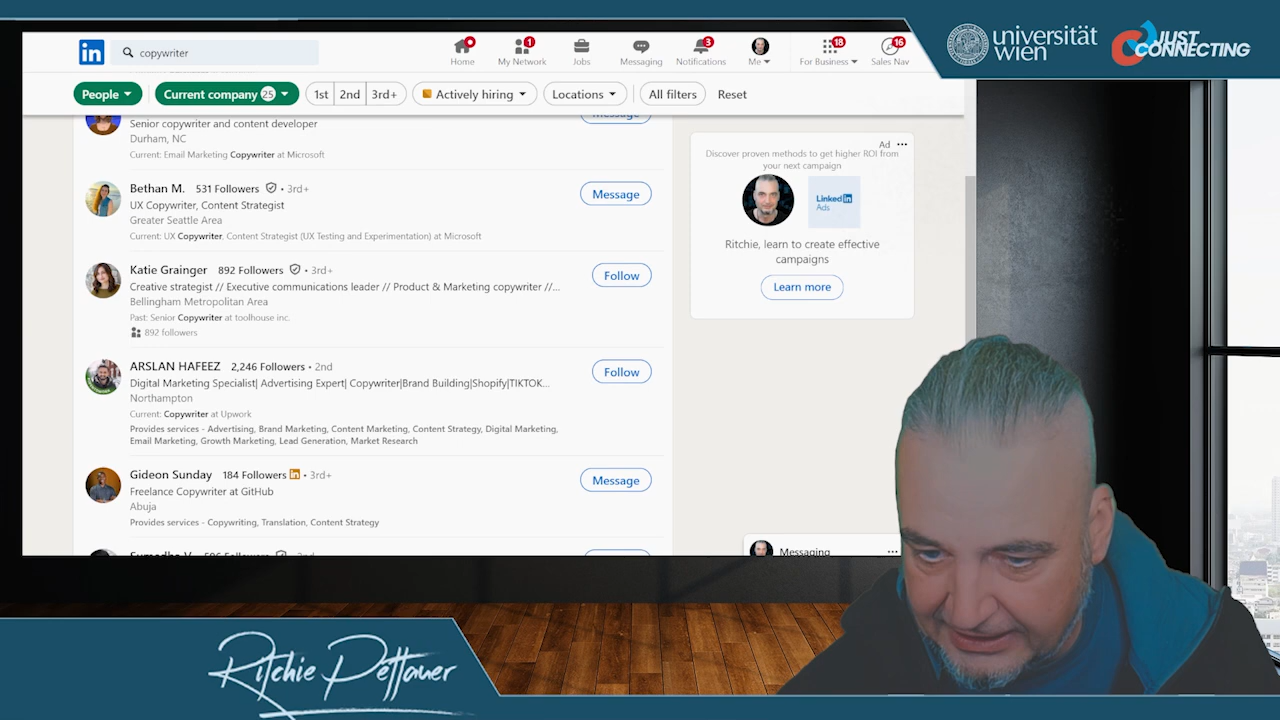 in
copywriter
Home
1
My Network
Jobs
Messaging
3
Notifications
Me
18
For Business
16
Sales Nav
universität
wien
JUST
CONNECTING
People
Current company 25
1st 2nd 3rd+
Actively hiring
Locations
All filters
Reset
Senior copywriter and content developer
Durham, NC
Current: Email Marketing Copywriter at Microsoft
Message
Bethan M. 531 Followers • 3rd+
UX Copywriter, Content Strategist
Greater Seattle Area
Current: UX Copywriter, Content Strategist (UX Testing and Experimentation) at Microsoft
Message
Katie Grainger 892 Followers • 3rd+
Creative strategist // Executive communications leader // Product & Marketing copywriter //...
Bellingham Metropolitan Area
Past: Senior Copywriter at toolhouse inc.
892 followers
Follow
ARSLAN HAFEEZ 2,246 Followers • 2nd
Digital Marketing Specialist| Advertising Expert| Copywriter|Brand Building|Shopify|TIKTOK...
Northampton
Current: Copywriter at Upwork
Provides services - Advertising, Brand Marketing, Content Marketing, Content Strategy, Digital Marketing,
Email Marketing, Growth Marketing, Lead Generation, Market Research
Follow
Gideon Sunday 184 Followers in • 3rd+
Freelance Copywriter at GitHub
Abuja
Provides services - Copywriting, Translation, Content Strategy
Message
Ad ...
Discover proven methods to get higher ROI from
your next campaign
Linked in
Ads
Ritchie, learn to create effective
campaigns
Learn more
Messaging ...
Ritchie Pettauer